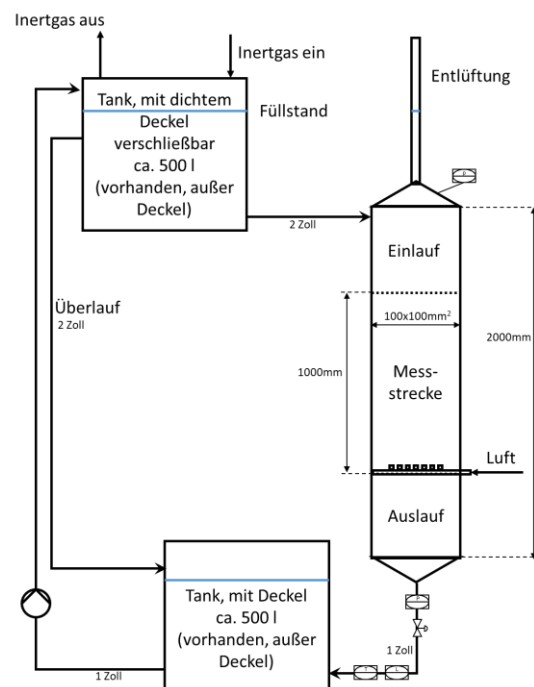 Inertgas aus
Inertgas ein
Entlüftung
Tank, mit dichtem
Deckel
verschließbar
ca. 500 l
(vorhanden, außer
Deckel)
Füllstand
P
2 Zoll
Einlauf
100x100mm²
2000mm
Überlauf
2 Zoll
1000mm
Mess-
strecke
Luft
Auslauf
Tank, mit Deckel
ca. 500 l
(vorhanden, außer
Deckel)
1 Zoll
1 Zoll